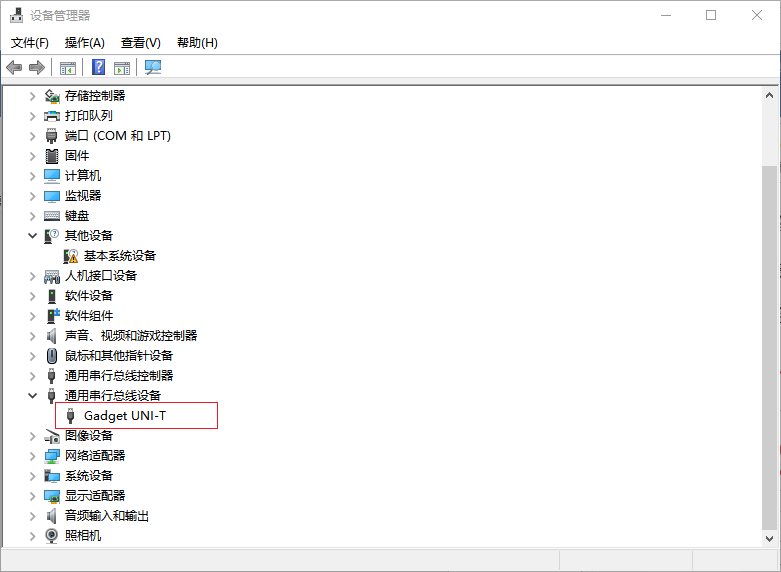 设备管理器
文件(F) 操作(A) 查看(V) 帮助(H)
存储控制器
打印队列
端口 (COM 和 LPT)
固件
计算机
监视器
键盘
其他设备
基本系统设备
人机接口设备
软件设备
软件组件
声音、视频和游戏控制器
鼠标和其他指针设备
通用串行总线控制器
通用串行总线设备
Gadget UNI-T
图像设备
网络适配器
系统设备
显示适配器
音频输入和输出
照相机